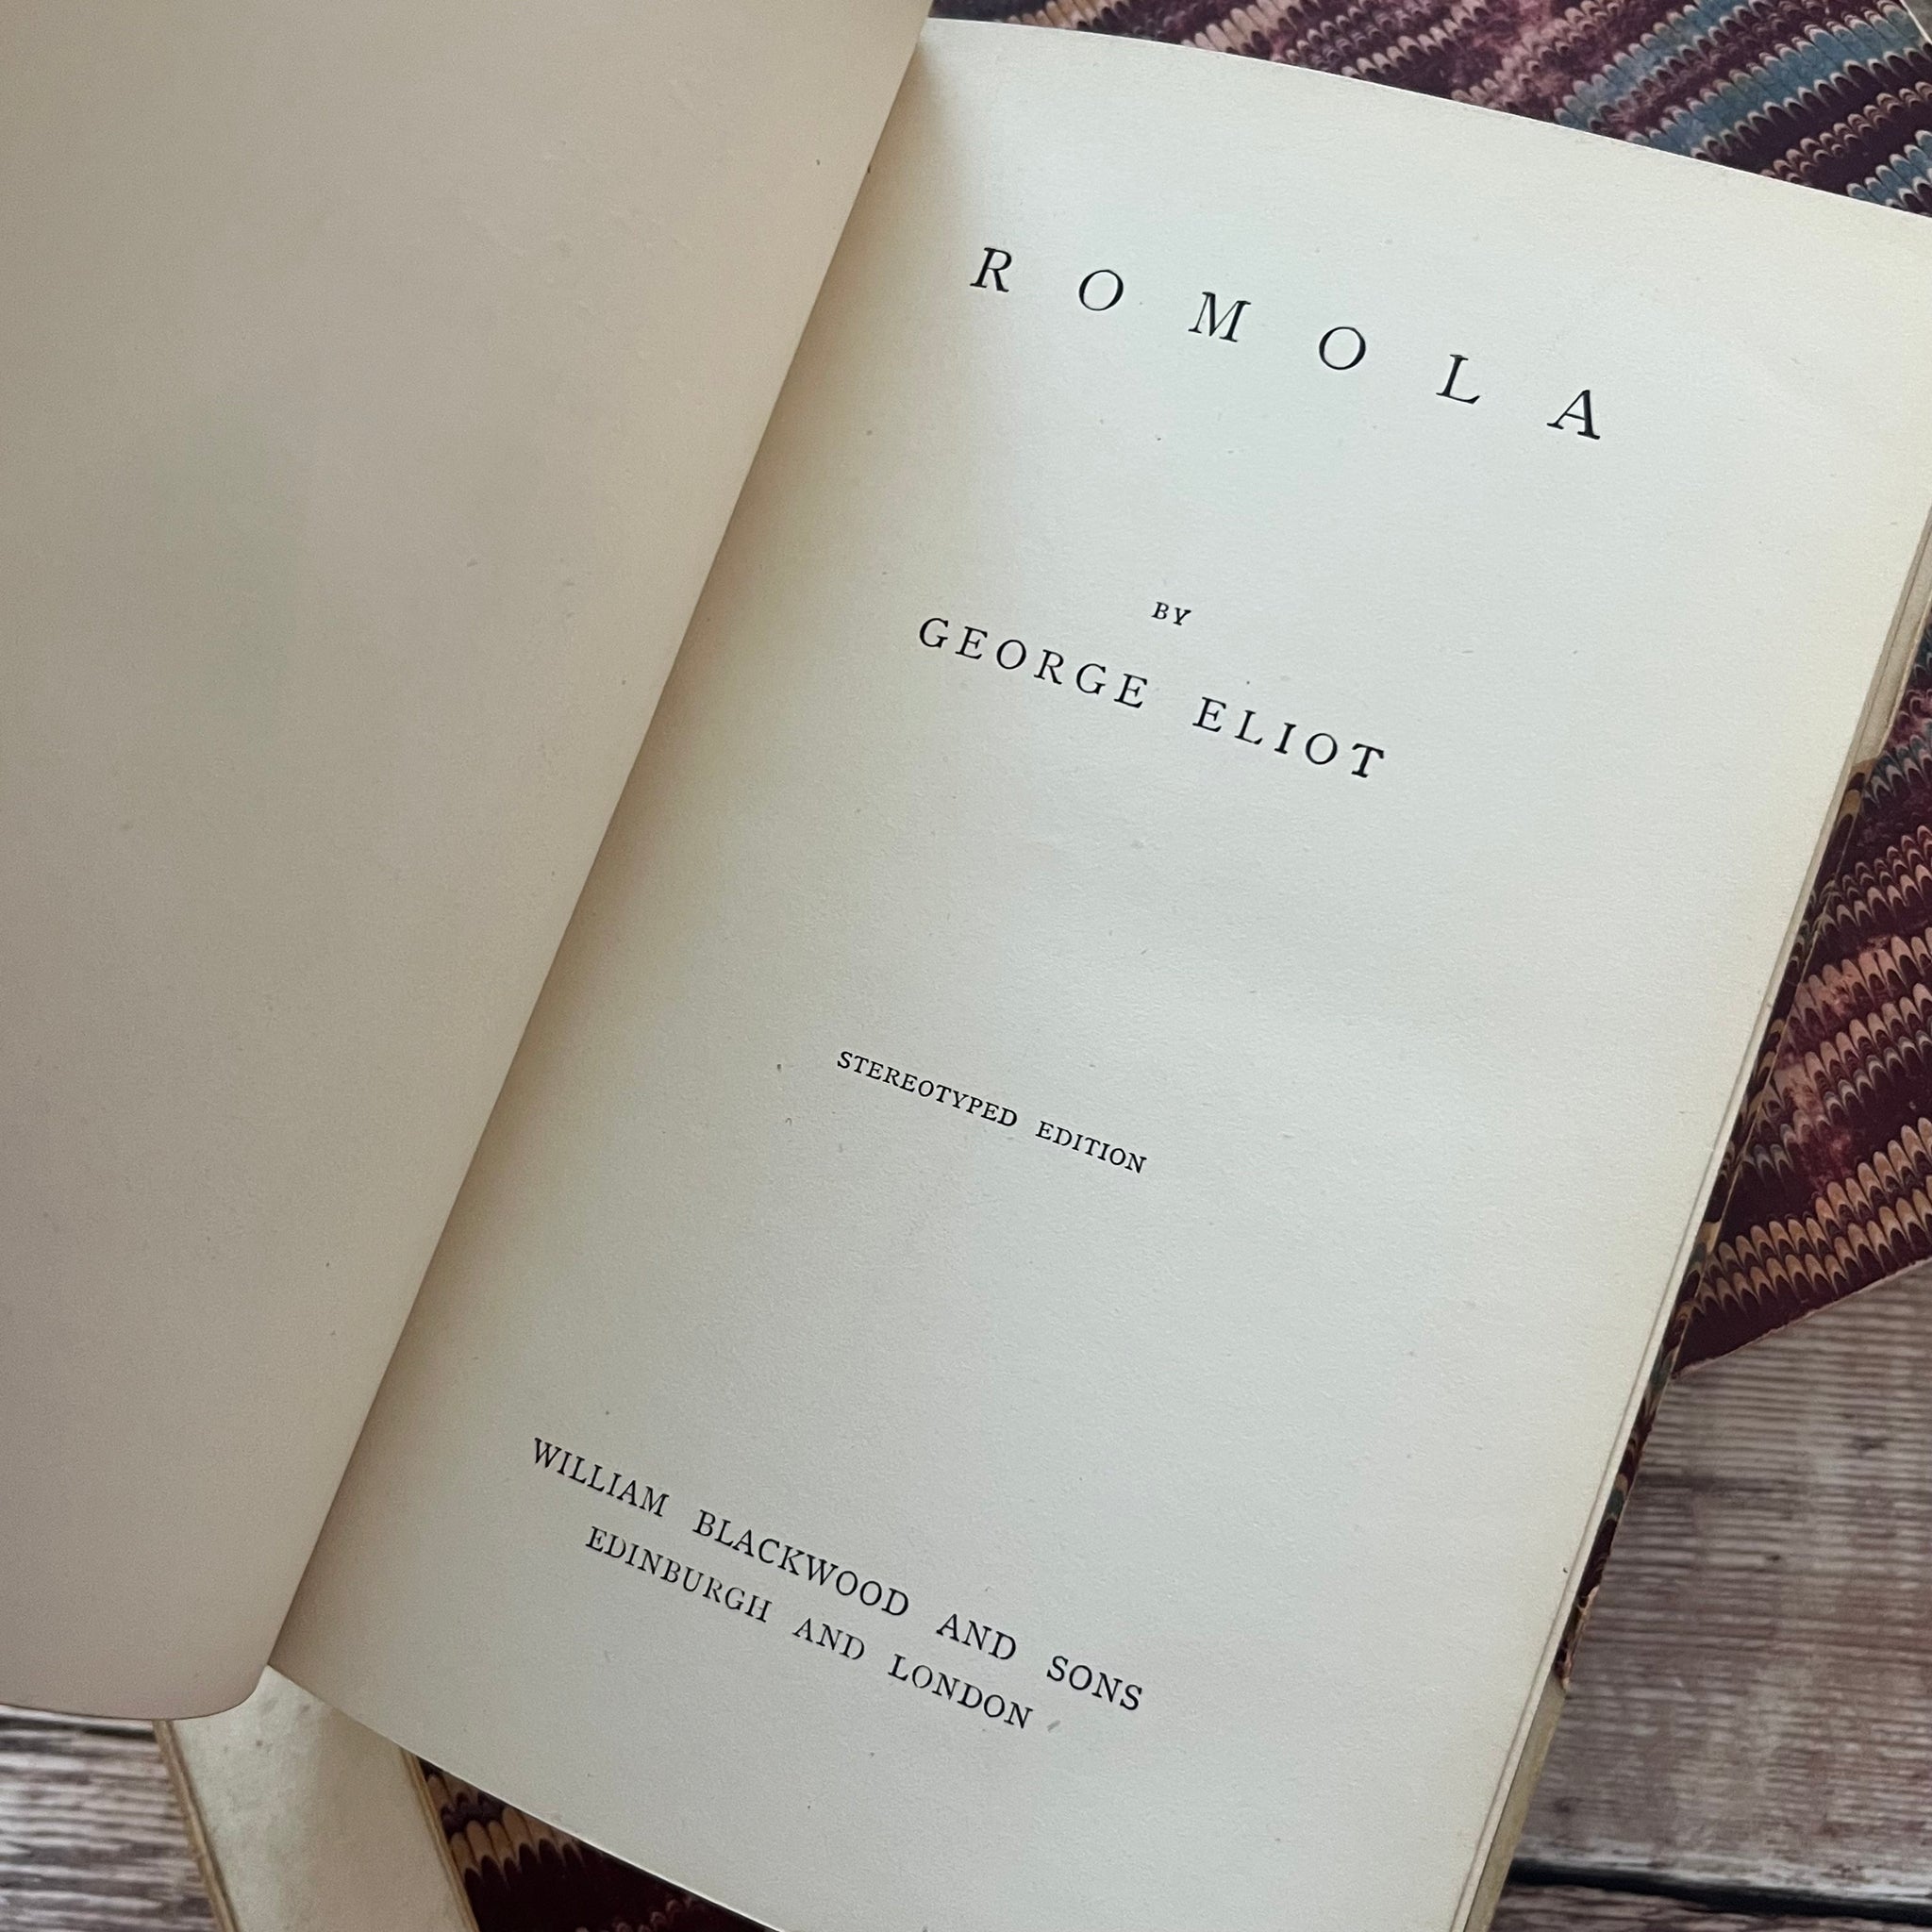 ROMOLA
BY
GEORGE ELIOT
STEREOTYPED EDITION
WILLIAM BLACKWOOD AND SONS
EDINBURGH AND LONDON